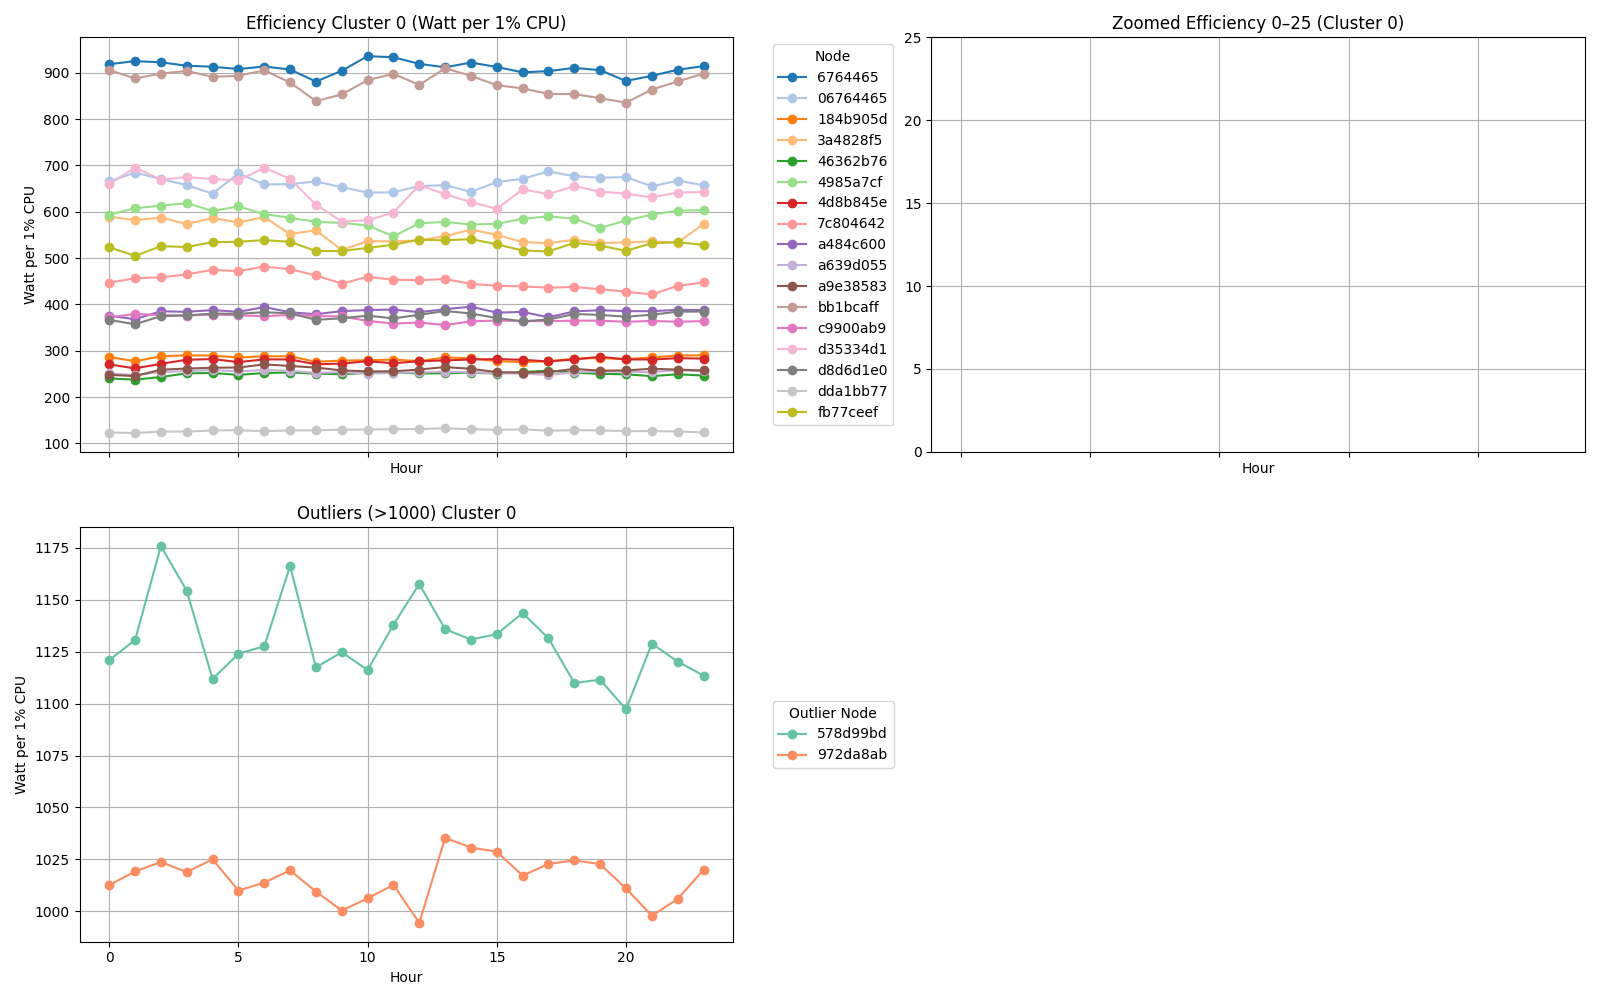 Efficiency Cluster 0 (Watt per 1% CPU)
Watt per 1% CPU
900
800
700
600
500
400
300
200
100
Hour
Node
6764465
06764465
184b905d
3a4828f5
46362b76
4985a7cf
4d8b845e
7c804642
a484c600
a639d055
a9e38583
bb1bcaff
c9900ab9
d35334d1
d8d6d1e0
dda1bb77
fb77ceef
Zoomed Efficiency 0–25 (Cluster 0)
25
20
15
10
5
0
Hour
Outliers (>1000) Cluster 0
Watt per 1% CPU
1175
1150
1125
1100
1075
1050
1025
1000
0 5 10 15 20
Hour
Outlier Node
578d99bd
972da8ab